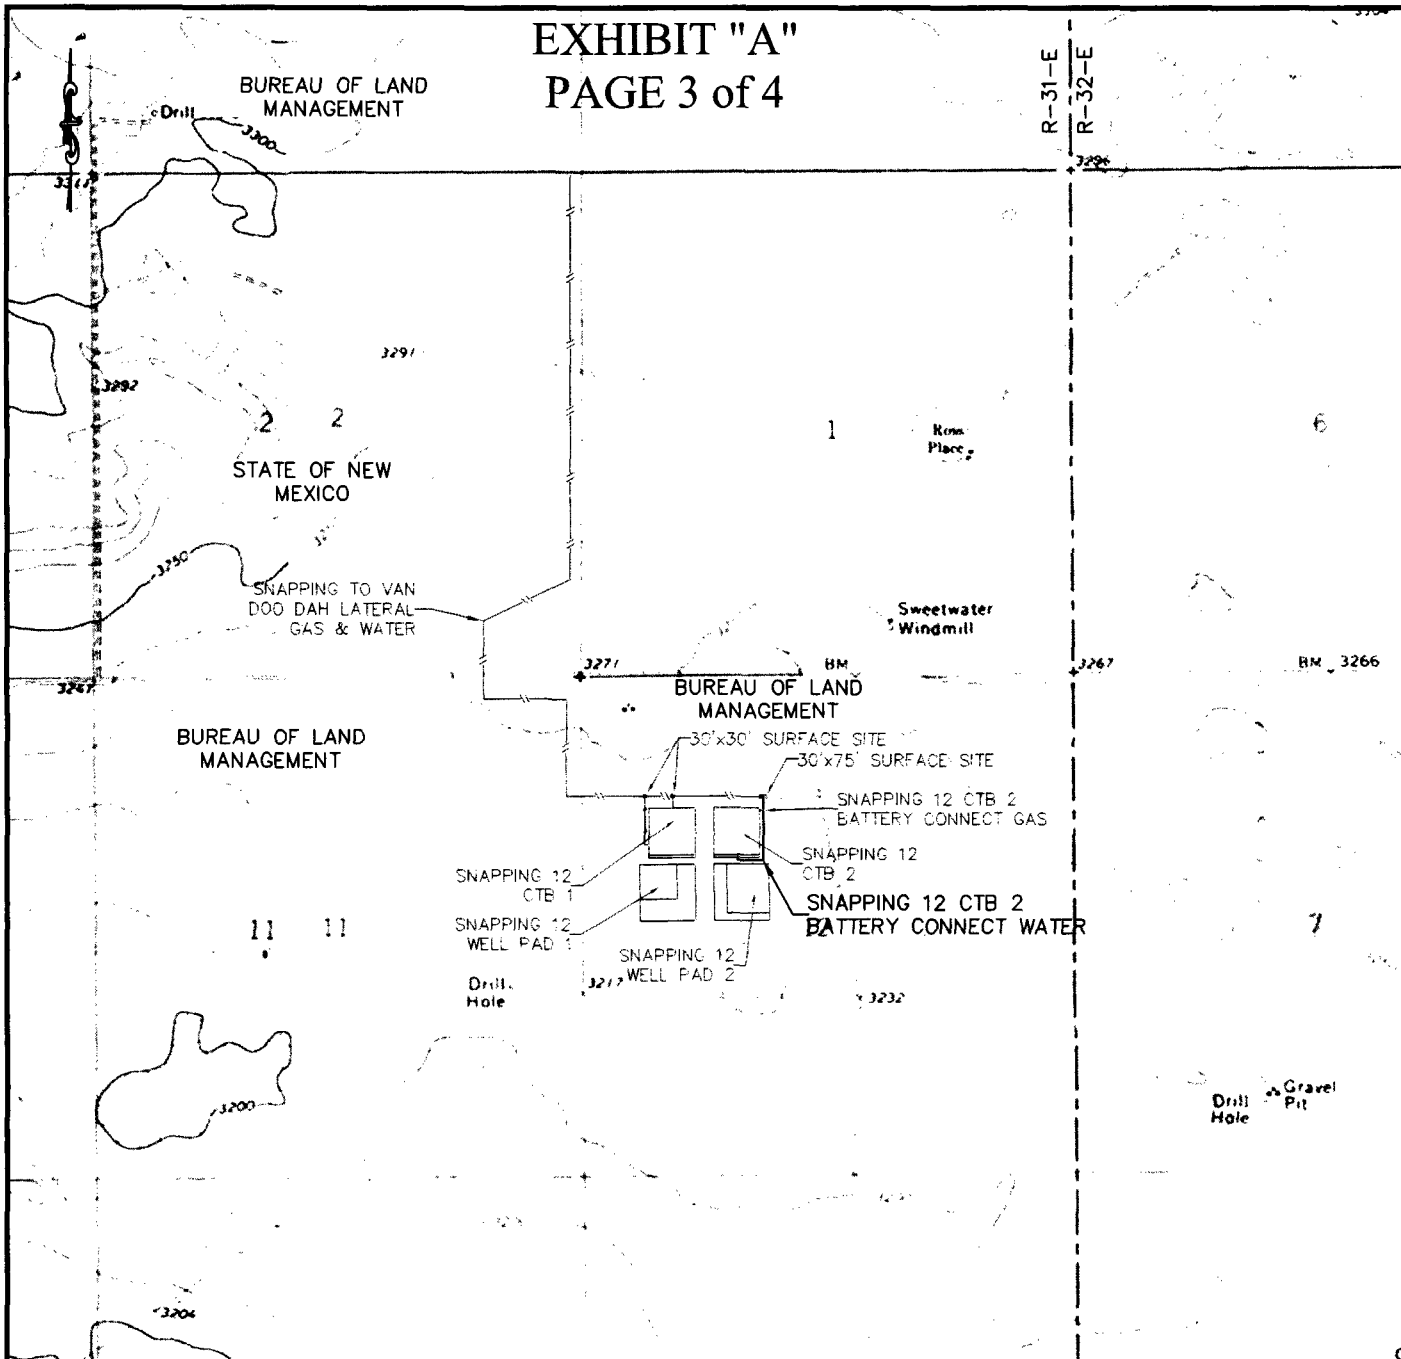 EXHIBIT "A"
PAGE 3 of 4
R-31-E
R-32-E
BUREAU OF LAND
MANAGEMENT
Drill
3300
3296
3291
3292
2
2
1
6
Ross
Place
STATE OF NEW
MEXICO
3250
SNAPPING TO VAN
DOO DAH LATERAL
GAS & WATER
Sweetwater
Windmill
3271
BM
3267
BM 3266
3267
BUREAU OF LAND
MANAGEMENT
BUREAU OF LAND
MANAGEMENT
30'x30' SURFACE SITE
30'x75' SURFACE SITE
SNAPPING 12 CTB 2
BATTERY CONNECT GAS
SNAPPING 12
CTB 2
SNAPPING 12
CTB 1
SNAPPING 12 CTB 2
BATTERY CONNECT WATER
SNAPPING 12
WELL PAD 1
11
11
12
7
SNAPPING 12
WELL PAD 2
Drill
Hole
3217
3232
Drill
Hole
Gravel
Pit
3200
3204